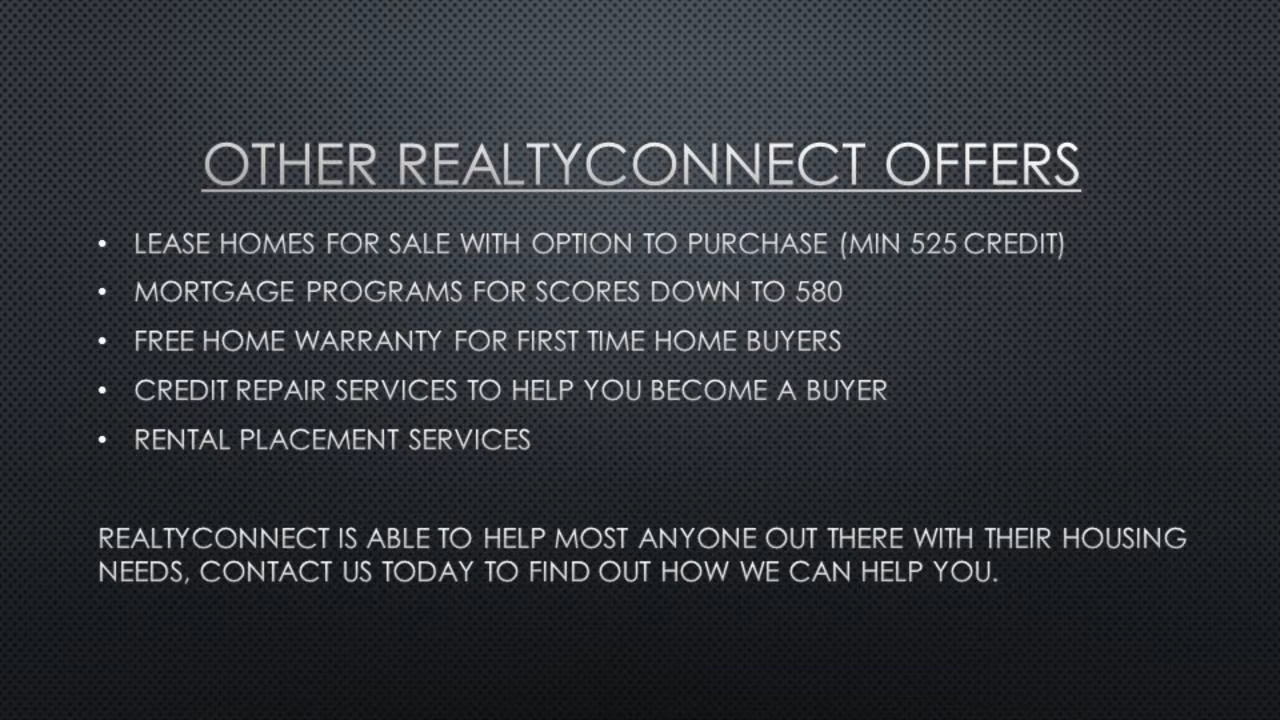 OTHER REALTYCONNECT OFFERS
• LEASE HOMES FOR SALE WITH OPTION TO PURCHASE (MIN 525 CREDIT)
• MORTGAGE PROGRAMS FOR SCORES DOWN TO 580
• FREE HOME WARRANTY FOR FIRST TIME HOME BUYERS
• CREDIT REPAIR SERVICES TO HELP YOU BECOME A BUYER
• RENTAL PLACEMENT SERVICES
REALTYCONNECT IS ABLE TO HELP MOST ANYONE OUT THERE WITH THEIR HOUSING
NEEDS, CONTACT US TODAY TO FIND OUT HOW WE CAN HELP YOU.